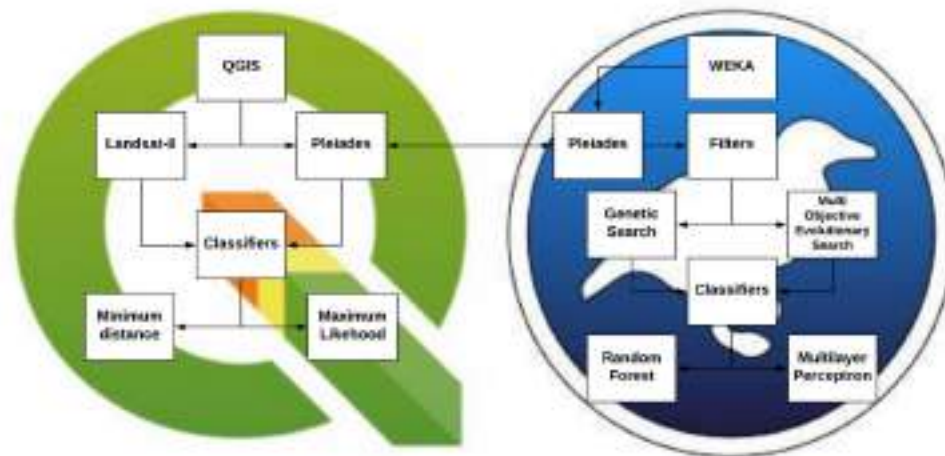 QGIS
Landsat-8
Pleiades
Classifiers
Minimum
distance
Maximum
Likehood
WEKA
Pleiades
Filters
Genetic
Search
Multi
Objective
Evolutionary
Search
Classifiers
Random
Forest
Multilayer
Perceptron